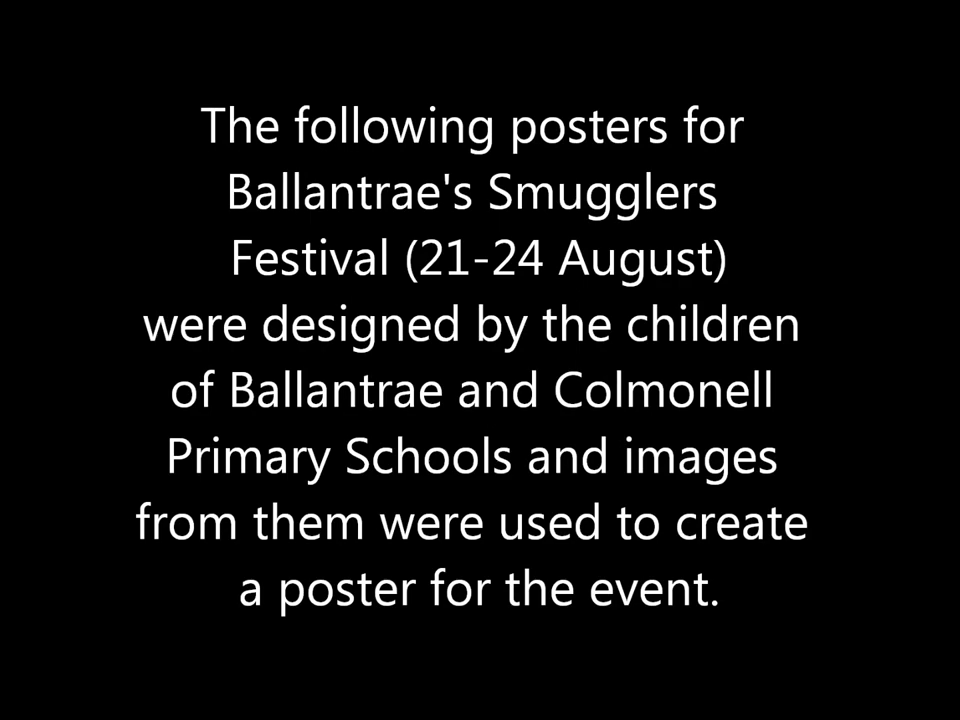 The following posters for
Ballantrae's Smugglers
Festival (21-24 August)
were designed by the children
of Ballantrae and Colmonell
Primary Schools and images
from them were used to create
a poster for the event.